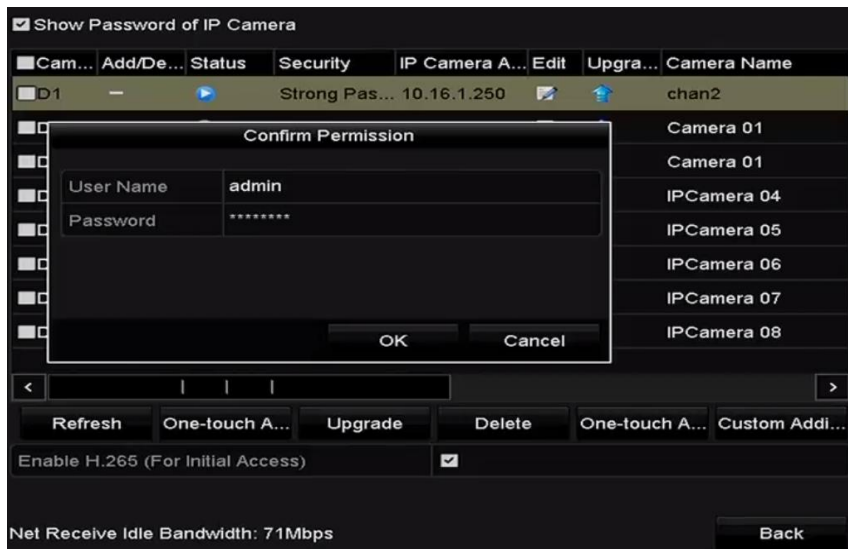 Show Password of IP Camera
Cam... Add/De... Status Security IP Camera A... Edit Upgra... Camera Name
D1 — Strong Pas... 10.16.1.250 chan2
Confirm Permission
D Camera 01
D Camera 01
User Name admin
D IPCamera 04
Password ********
D IPCamera 05
D IPCamera 06
D IPCamera 07
D IPCamera 08
OK Cancel
< >
Refresh One-touch A... Upgrade Delete One-touch A... Custom Addi...
Enable H.265 (For Initial Access)
Net Receive Idle Bandwidth: 71Mbps Back